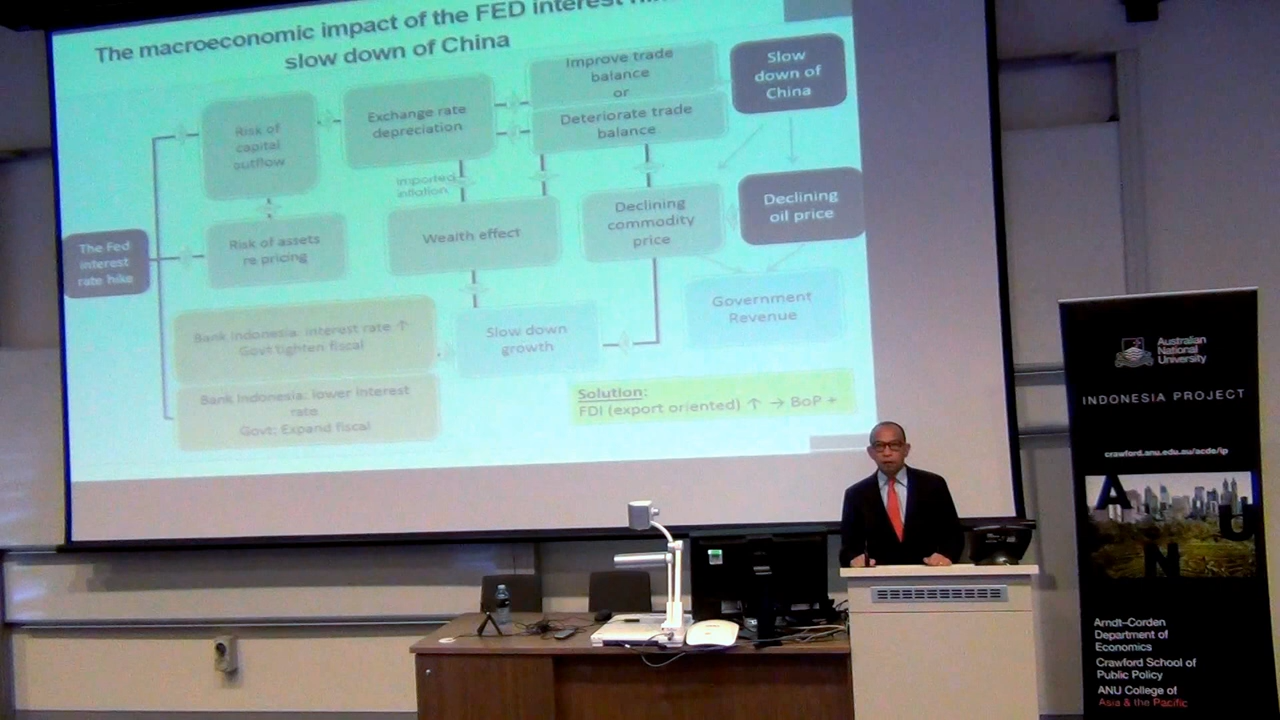 The macroeconomic impact of the FED interest
slow down of China
Improve trade
balance
or
Deteriorate trade
balance
Slow
down of
China
Exchange rate
depreciation
Risk of
capital
outflow
Imported
inflation
Declining
commodity
price
Declining
oil price
The Fed
interest
rate hike
Risk of assets
re pricing
Wealth effect
Government
Revenue
Bank Indonesia: interest rate ↑
Govt tighten fiscal
Slow down
growth
Bank Indonesia: lower interest
rate
Govt: Expand fiscal
Solution:
FDI (export oriented) ↑ → BoP +
Australian
National
University
INDONESIA PROJECT
crawford.anu.edu.au/acde/ip
A
N
U
Arndt–Corden
Department of
Economics
Crawford School of
Public Policy
ANU College of
Asia & the Pacific